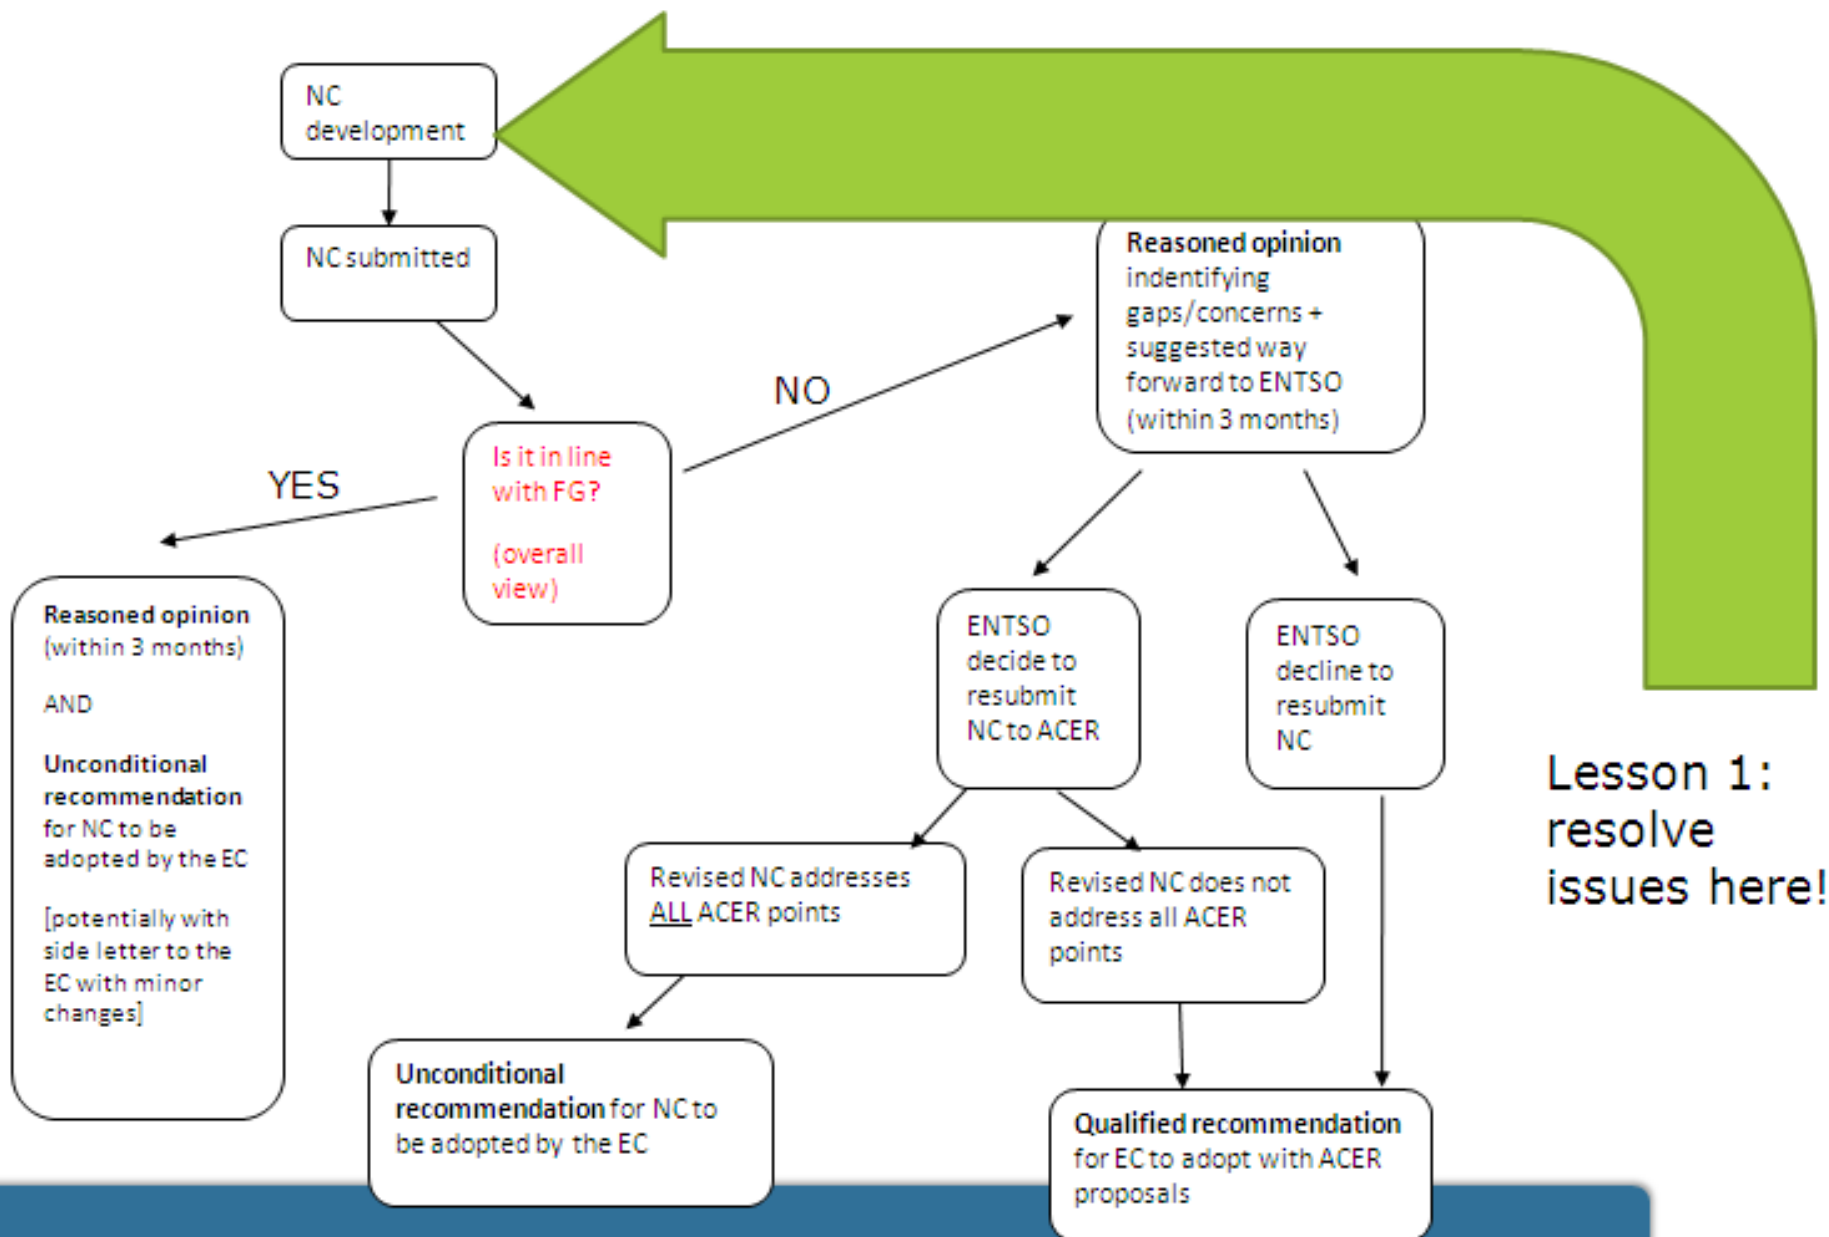 NC
development
NC submitted
Is it in line
with FG?
(overall
view)
YES
NO
Reasoned opinion
(within 3 months)
AND
Unconditional
recommendation
for NC to be
adopted by the EC
[potentially with
side letter to the
EC with minor
changes]
Reasoned opinion
indentifying
gaps/concerns +
suggested way
forward to ENTSO
(within 3 months)
ENTSO
decide to
resubmit
NC to ACER
ENTSO
decline to
resubmit
NC
Revised NC addresses
ALL ACER points
Revised NC does not
address all ACER
points
Unconditional
recommendation for NC to
be adopted by the EC
Qualified recommendation
for EC to adopt with ACER
proposals
Lesson 1:
resolve
issues here!